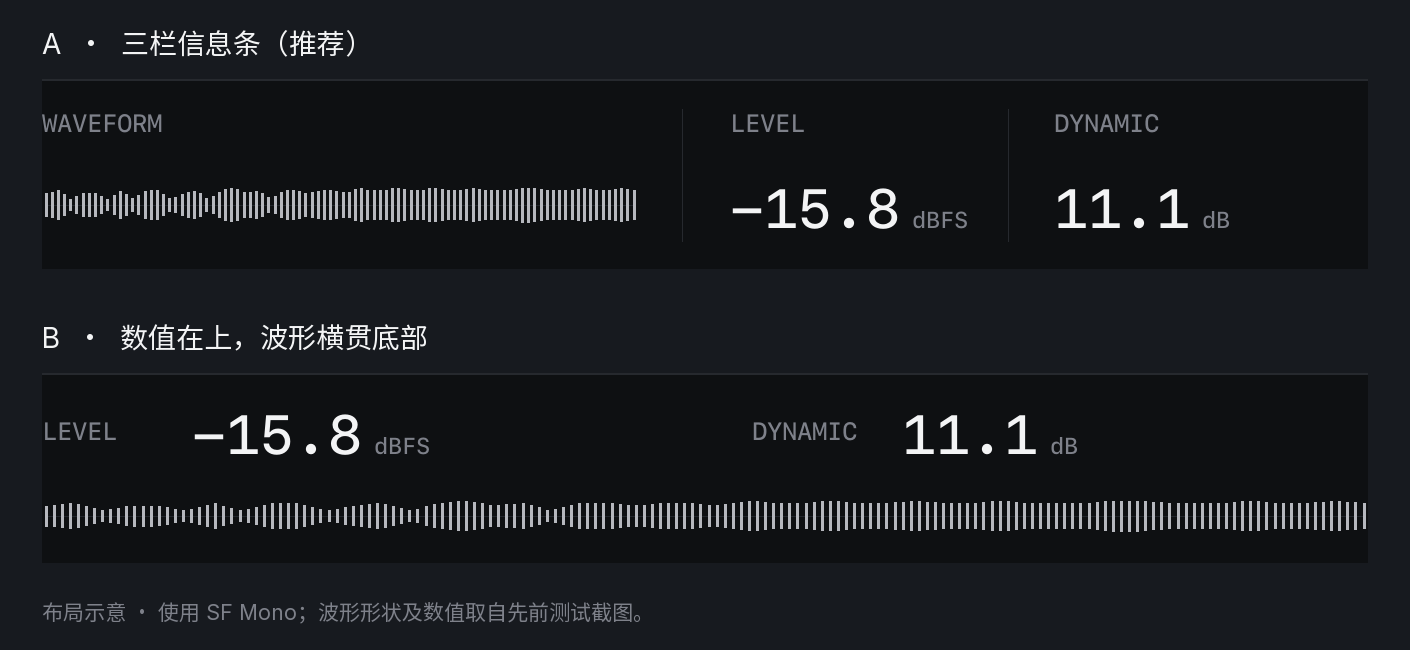 A · 三栏信息条（推荐）
WAVEFORM LEVEL DYNAMIC
−15.8 dBFS 11.1 dB
B · 数值在上，波形横贯底部
LEVEL −15.8 dBFS DYNAMIC 11.1 dB
布局示意 · 使用 SF Mono；波形形状及数值取自先前测试截图。